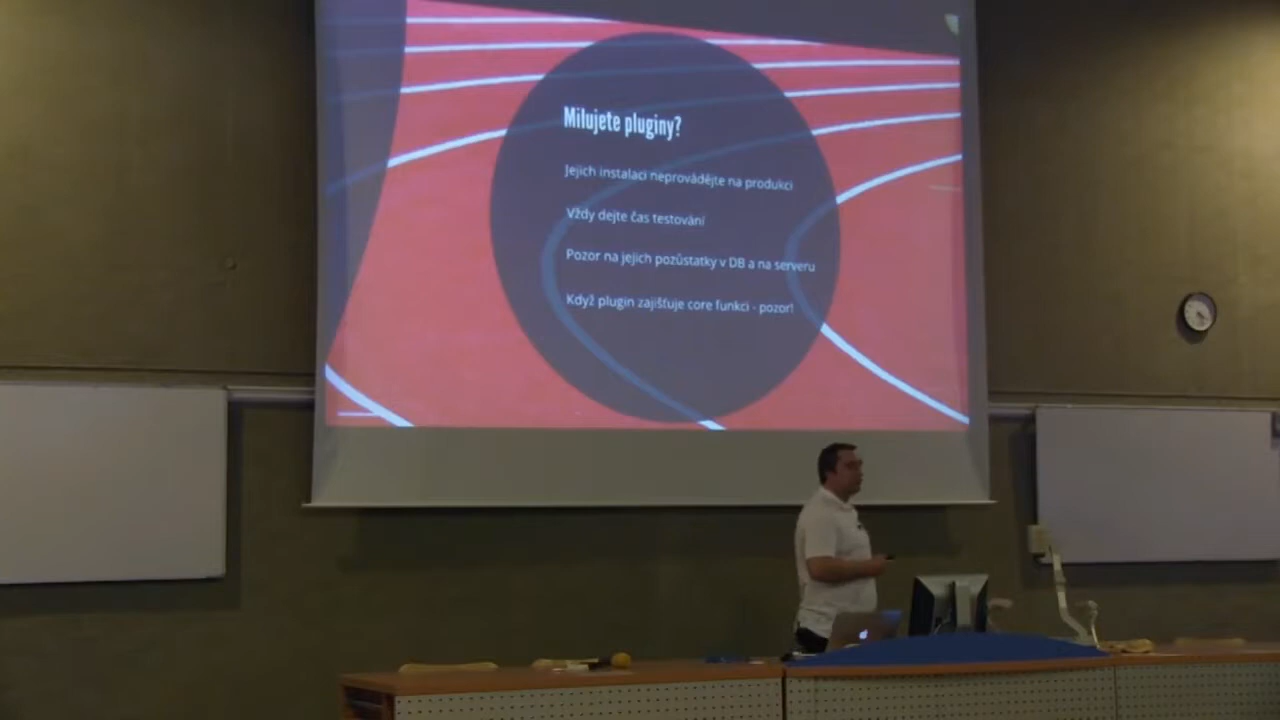 Milujete pluginy?
Jejich instalaci neprovádějte na produkci
Vždy dejte čas testování
Pozor na jejich pozůstatky v DB a na serveru
Když plugin zajišťuje core funkci - pozor!